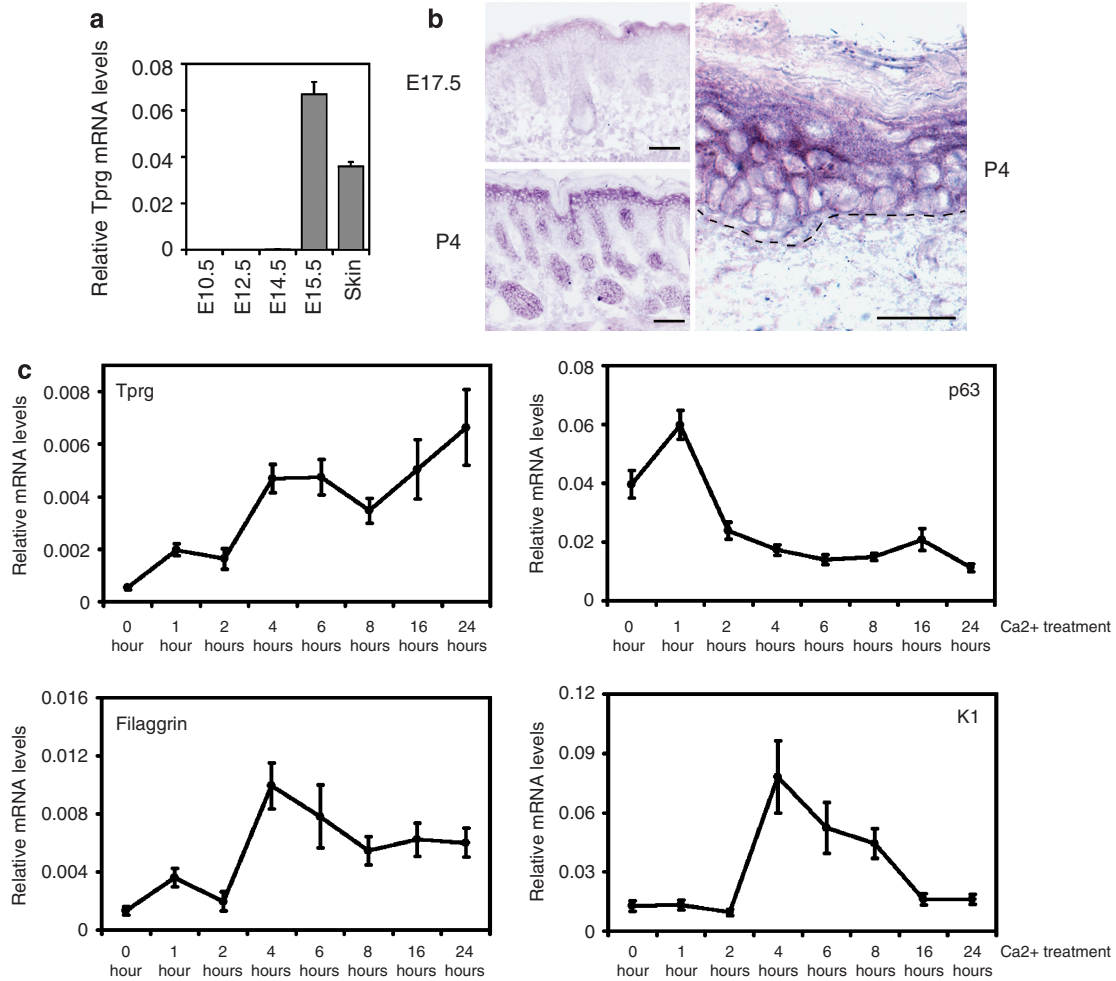 a
Relative Tprg mRNA levels
0.08
0.06
0.04
0.02
0
E10.5
E12.5
E14.5
E15.5
Skin
b
E17.5
P4
P4
c
Tprg
Relative mRNA levels
0.008
0.006
0.004
0.002
0
0 1 2 4 6 8 16 24
hour hour hours hours hours hours hours hours
p63
Relative mRNA levels
0.08
0.06
0.04
0.02
0
0 1 2 4 6 8 16 24
hour hour hours hours hours hours hours hours
Ca2+ treatment
Filaggrin
Relative mRNA levels
0.016
0.012
0.008
0.004
0
0 1 2 4 6 8 16 24
hour hour hours hours hours hours hours hours
K1
Relative mRNA levels
0.12
0.09
0.06
0.03
0
0 1 2 4 6 8 16 24
hour hour hours hours hours hours hours hours
Ca2+ treatment